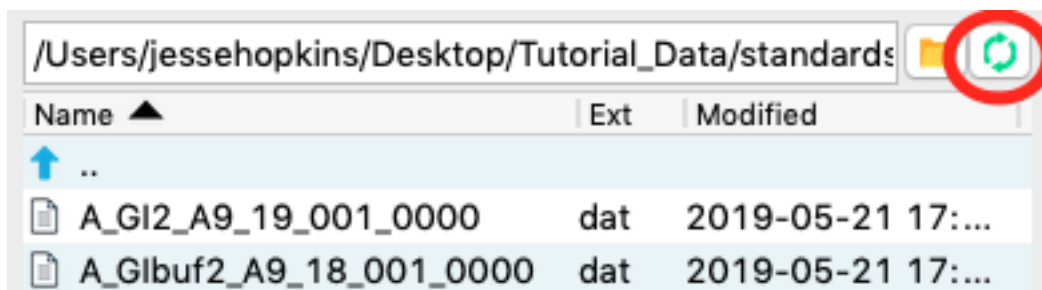 /Users/jessehopkins/Desktop/Tutorial_Data/standards
Name Ext Modified
..
A_GI2_A9_19_001_0000 dat 2019-05-21 17:...
A_GIbuf2_A9_18_001_0000 dat 2019-05-21 17:...